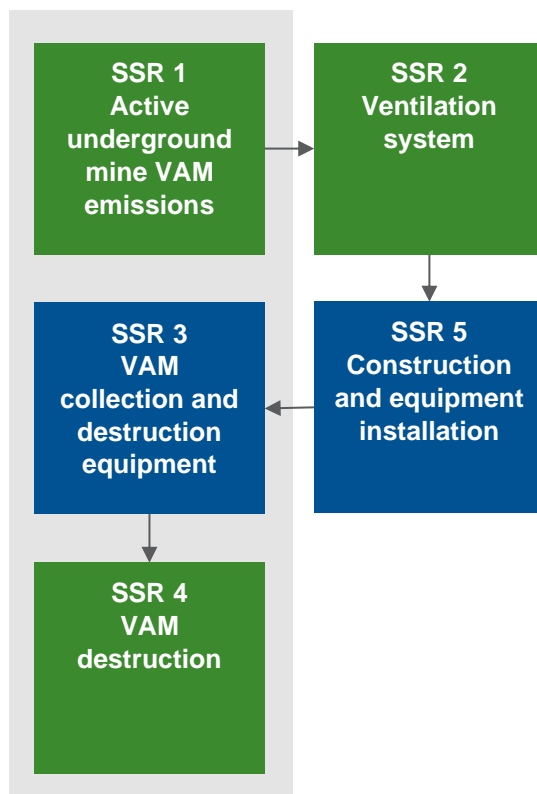 SSR 1
Active
underground
mine VAM
emissions
SSR 2
Ventilation
system
SSR 3
VAM
collection and
destruction
equipment
SSR 5
Construction
and equipment
installation
SSR 4
VAM
destruction